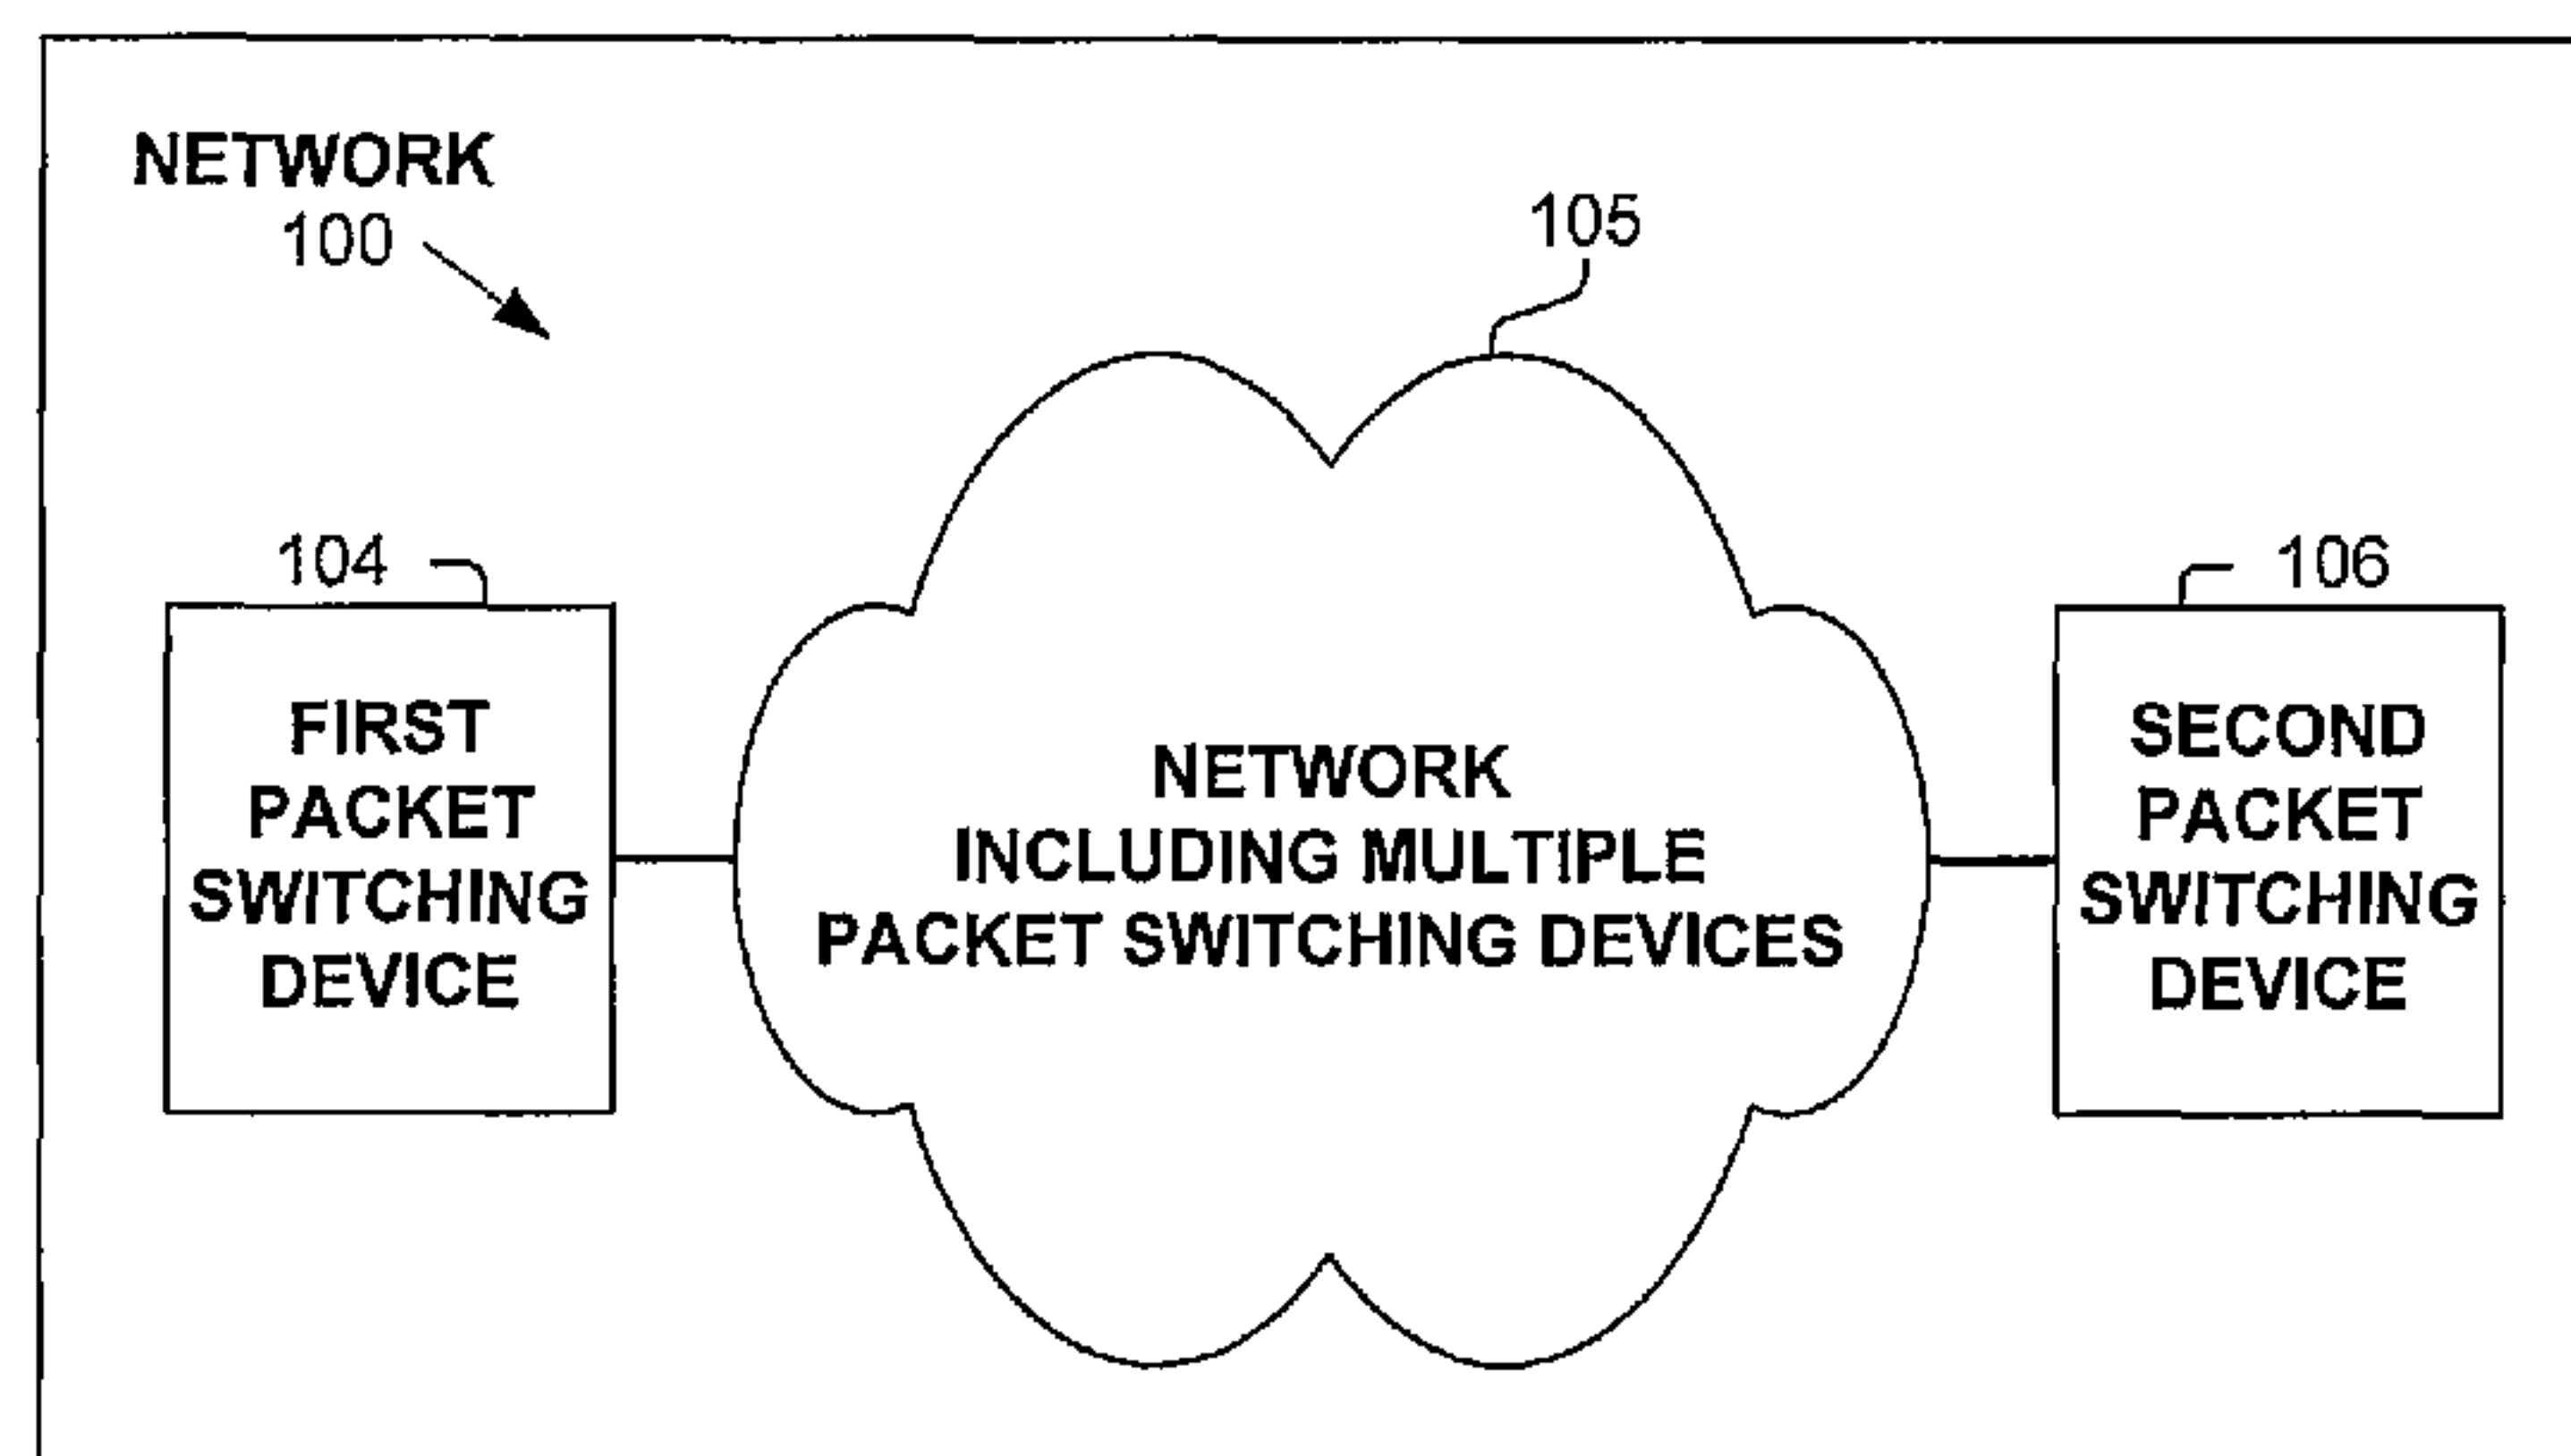 NETWORK
100
105
104
106
FIRST
PACKET
SWITCHING
DEVICE
NETWORK
INCLUDING MULTIPLE
PACKET SWITCHING DEVICES
SECOND
PACKET
SWITCHING
DEVICE